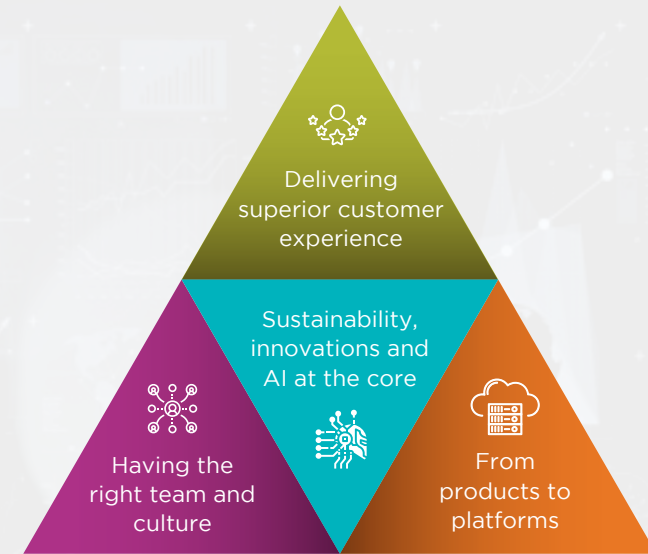 Delivering
superior customer
experience
Sustainability,
innovations and
AI at the core
Having the
right team and
culture
From
products to
platforms